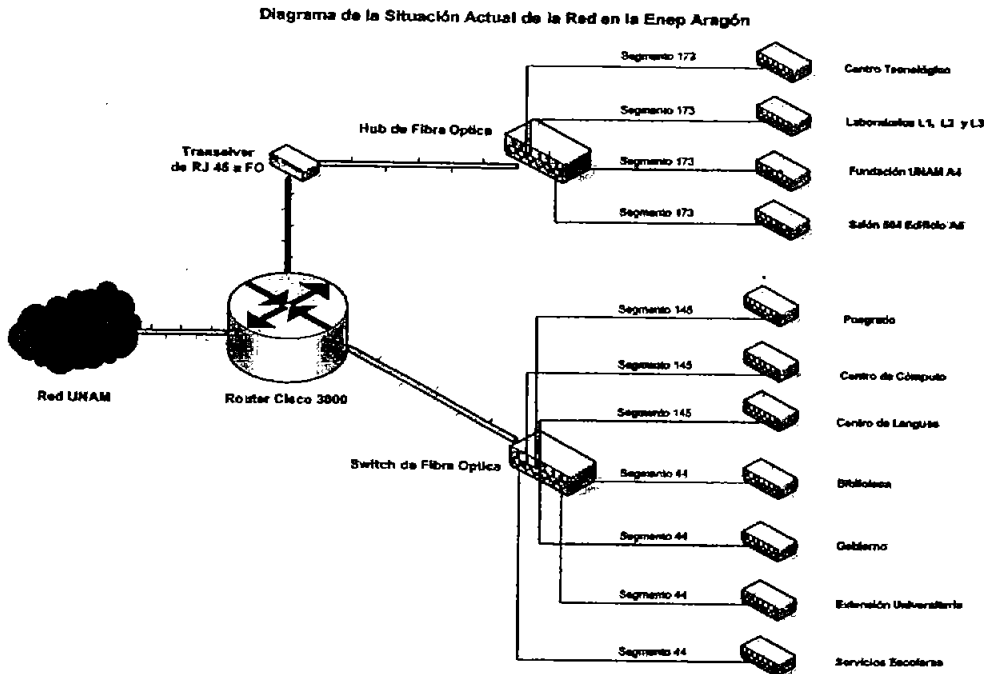 Diagrama de la Situación Actual de la Red en la Enep Aragón
Segmento 173
Centro Tecnológico
Segmento 173
Laboratorios L1, L2 y L3
Hub de Fibra Optica
Transeiver
de RJ 45 a FO
Segmento 173
Fundación UNAM A4
Segmento 173
Salón 504 Edificio A5
Segmento 145
Posgrado
Segmento 145
Centro de Cómputo
Red UNAM
Router Cisco 3800
Segmento 145
Centro de Lenguas
Switch de Fibra Optica
Segmento 44
Biblioteca
Segmento 44
Gobierno
Segmento 44
Extensión Universitaria
Segmento 44
Servicios Escolares